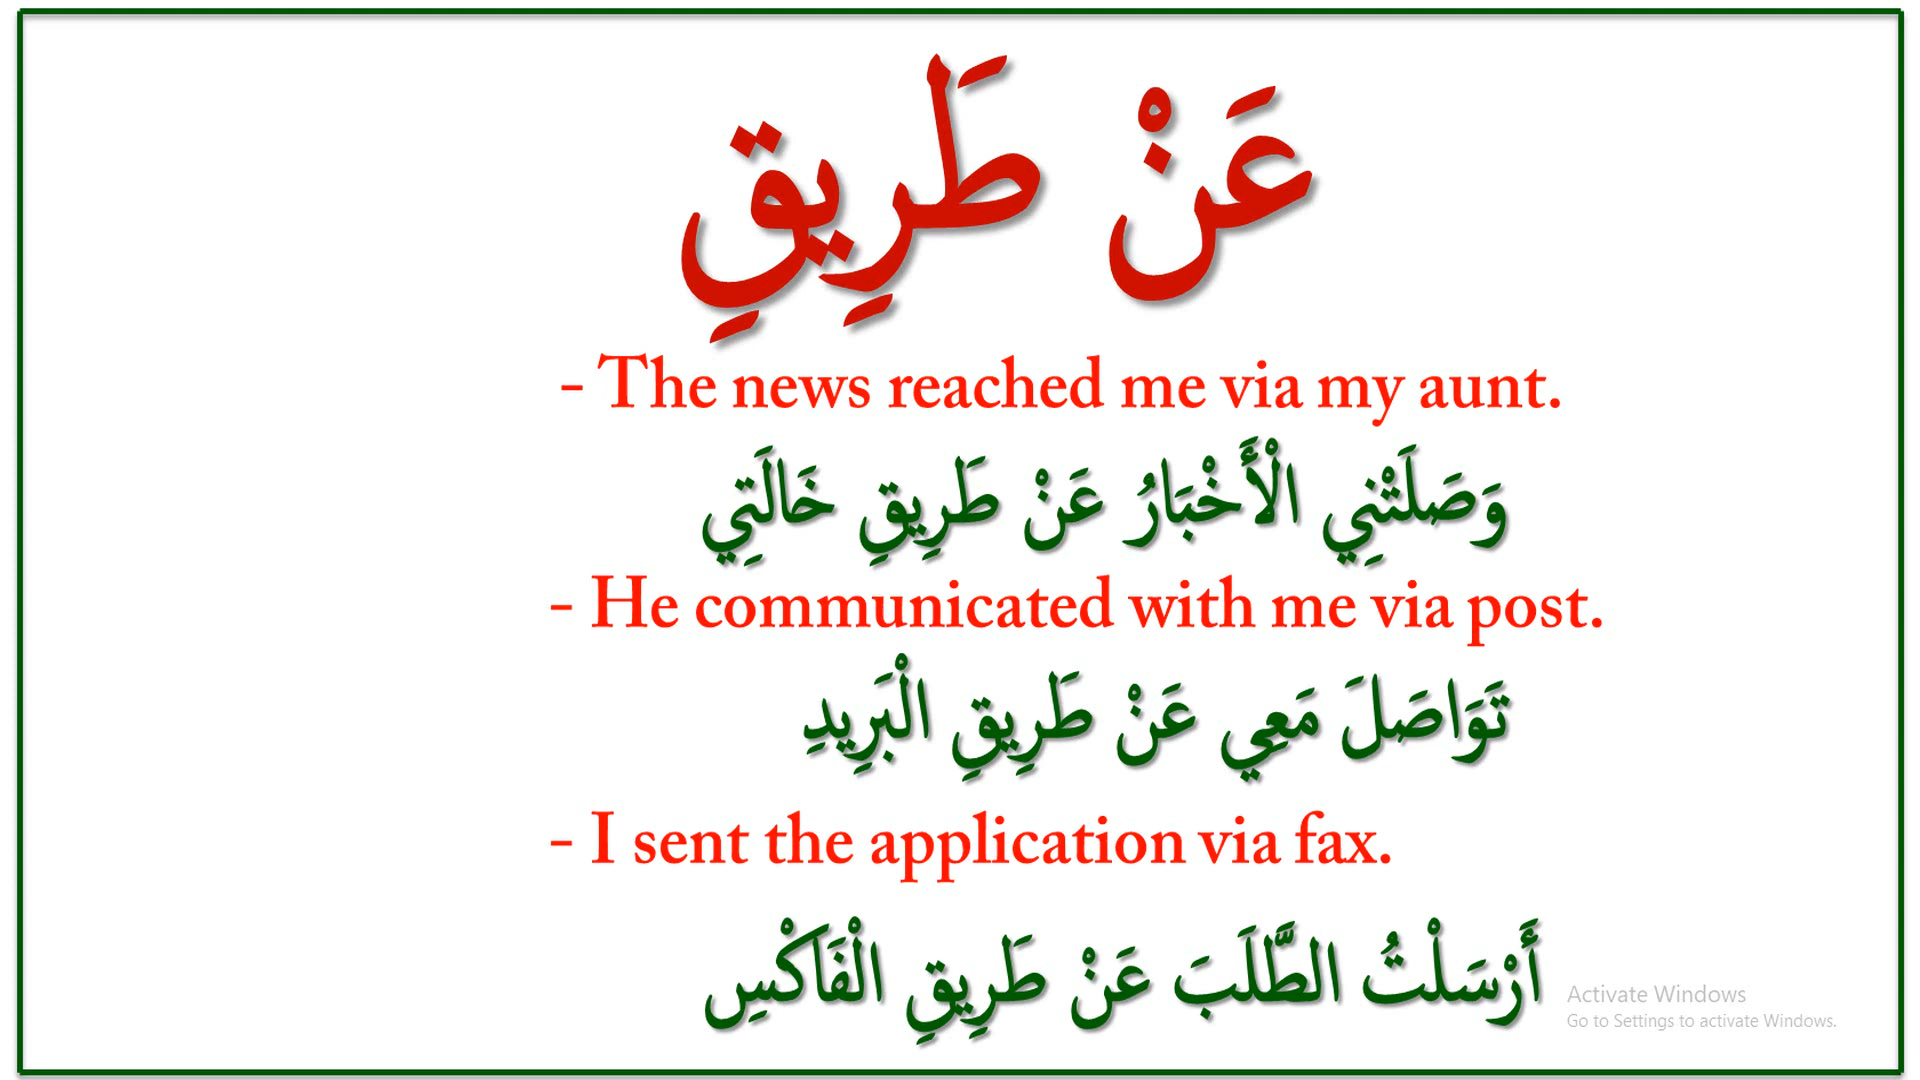 عَنْ طَرِيقِ
- The news reached me via my aunt.
وَصَلَتْنِي الْأَخْبَارُ عَنْ طَرِيقِ خَالَتِي
- He communicated with me via post.
تَوَاصَلَ مَعِي عَنْ طَرِيقِ الْبَرِيدِ
- I sent the application via fax.
أَرْسَلْتُ الطَّلَبَ عَنْ طَرِيقِ الْفَاكْسِ
Activate Windows
Go to Settings to activate Windows.